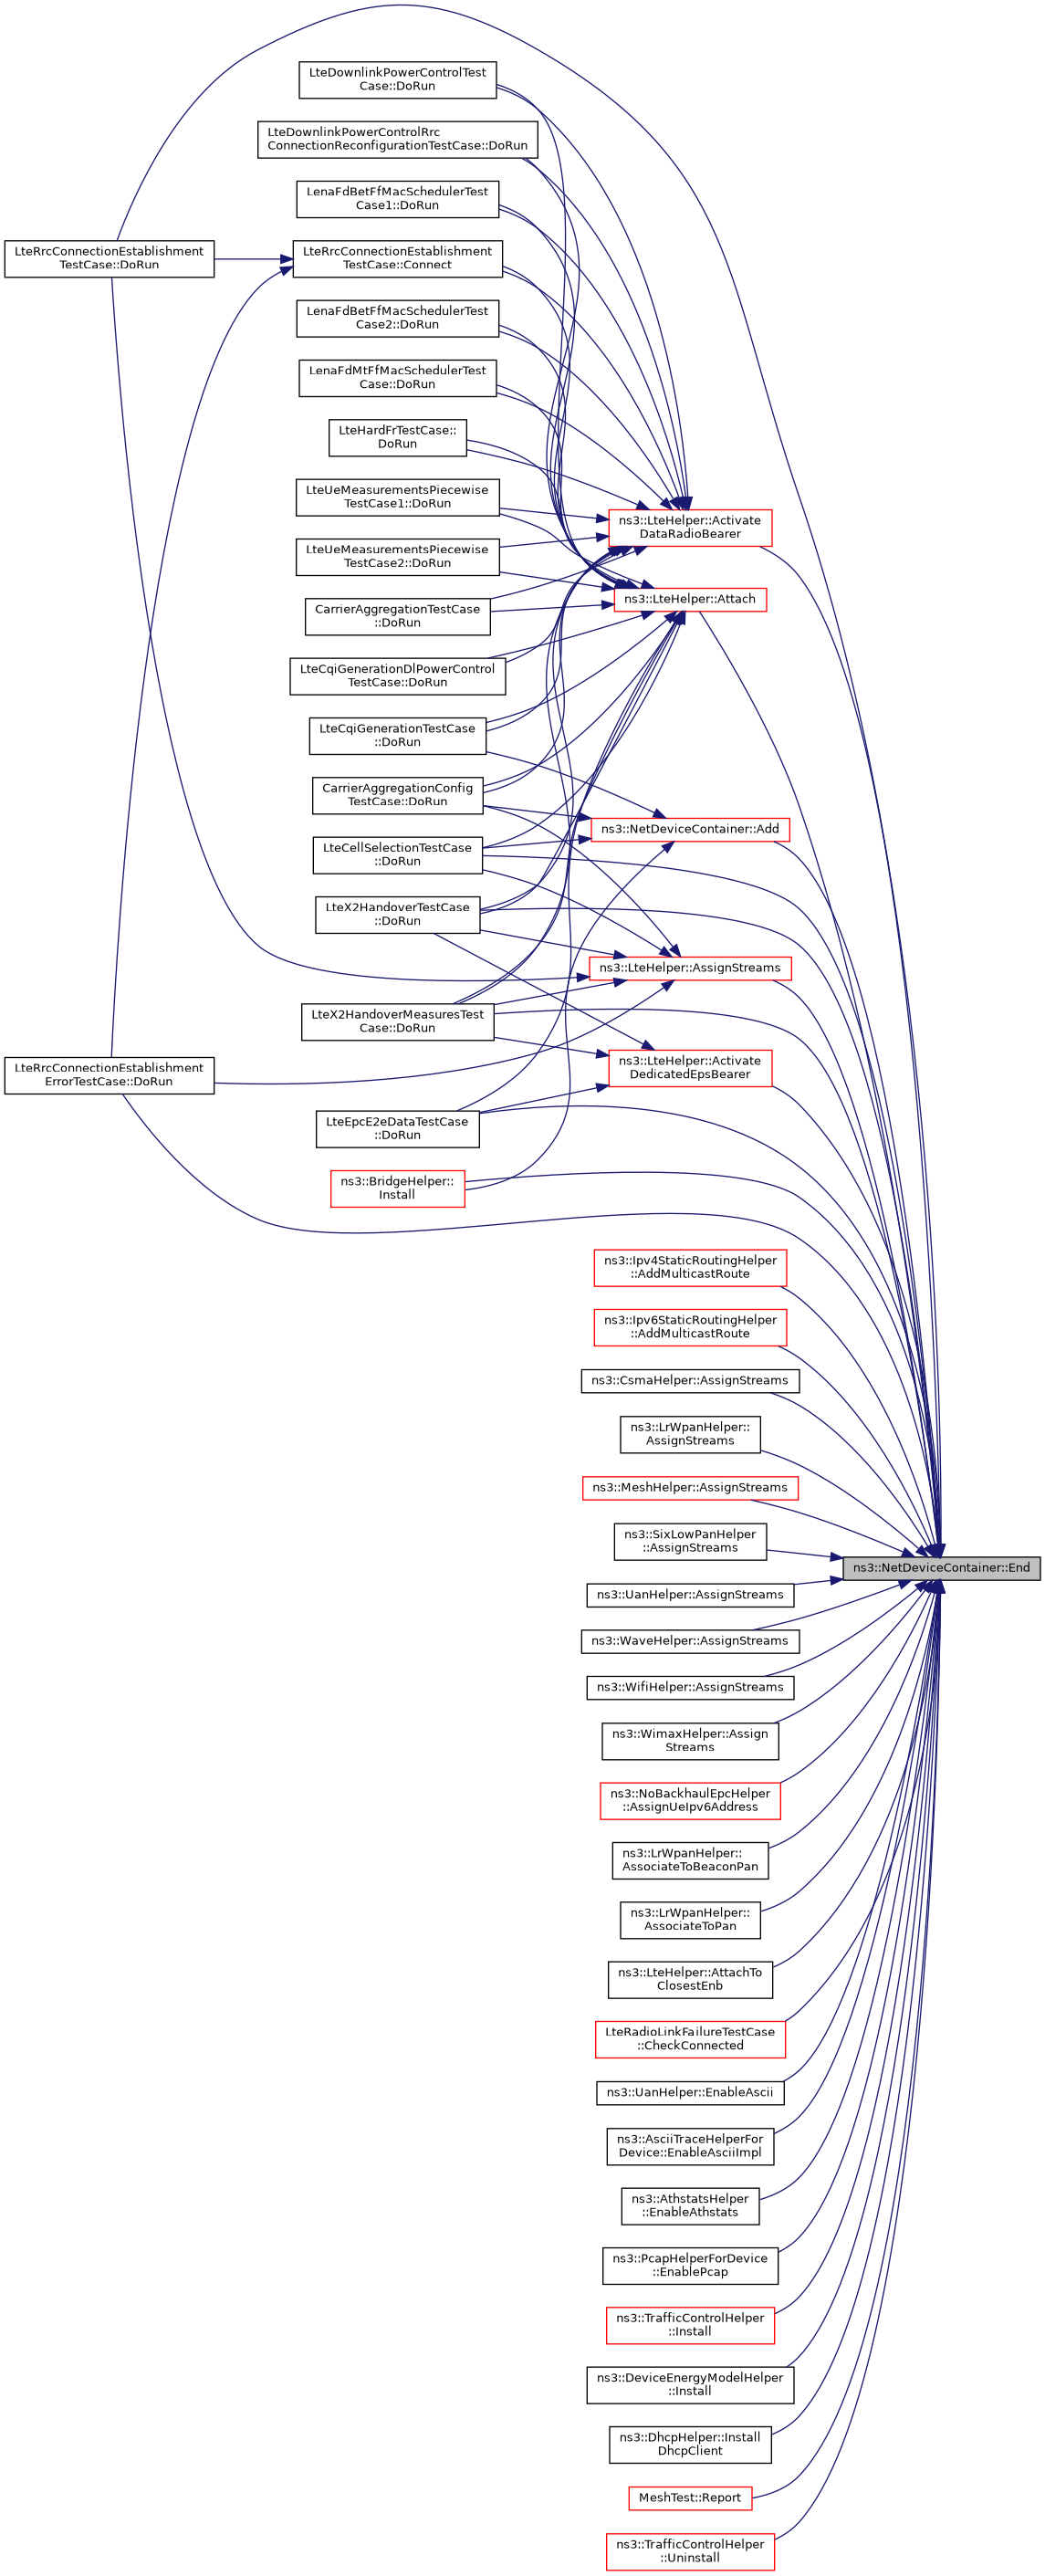 LteDownlinkPowerControlTest
Case::DoRun
LteDownlinkPowerControlRrc
ConnectionReconfigurationTestCase::DoRun
LenaFdBetFfMacSchedulerTest
Case1::DoRun
LteRrcConnectionEstablishment
TestCase::DoRun
LteRrcConnectionEstablishment
TestCase::Connect
LenaFdBetFfMacSchedulerTest
Case2::DoRun
LenaFdMtFfMacSchedulerTest
Case::DoRun
LteHardFrTestCase::
DoRun
LteUeMeasurementsPiecewise
TestCase1::DoRun
ns3::LteHelper::Activate
DataRadioBearer
LteUeMeasurementsPiecewise
TestCase2::DoRun
ns3::LteHelper::Attach
CarrierAggregationTestCase
::DoRun
LteCqiGenerationDlPowerControl
TestCase::DoRun
LteCqiGenerationTestCase
::DoRun
CarrierAggregationConfig
TestCase::DoRun
ns3::NetDeviceContainer::Add
LteCellSelectionTestCase
::DoRun
LteX2HandoverTestCase
::DoRun
ns3::LteHelper::AssignStreams
LteX2HandoverMeasuresTest
Case::DoRun
LteRrcConnectionEstablishment
ErrorTestCase::DoRun
ns3::LteHelper::Activate
DedicatedEpsBearer
LteEpcE2eDataTestCase
::DoRun
ns3::BridgeHelper::
Install
ns3::Ipv4StaticRoutingHelper
::AddMulticastRoute
ns3::Ipv6StaticRoutingHelper
::AddMulticastRoute
ns3::CsmaHelper::AssignStreams
ns3::LrWpanHelper::
AssignStreams
ns3::MeshHelper::AssignStreams
ns3::SixLowPanHelper
::AssignStreams
ns3::NetDeviceContainer::End
ns3::UanHelper::AssignStreams
ns3::WaveHelper::AssignStreams
ns3::WifiHelper::AssignStreams
ns3::WimaxHelper::Assign
Streams
ns3::NoBackhaulEpcHelper
::AssignUeIpv6Address
ns3::LrWpanHelper::
AssociateToBeaconPan
ns3::LrWpanHelper::
AssociateToPan
ns3::LteHelper::AttachTo
ClosestEnb
LteRadioLinkFailureTestCase
::CheckConnected
ns3::UanHelper::EnableAscii
ns3::AsciiTraceHelperFor
Device::EnableAsciiImpl
ns3::AthstatsHelper
::EnableAthstats
ns3::PcapHelperForDevice
::EnablePcap
ns3::TrafficControlHelper
::Install
ns3::DeviceEnergyModelHelper
::Install
ns3::DhcpHelper::Install
DhcpClient
MeshTest::Report
ns3::TrafficControlHelper
::Uninstall